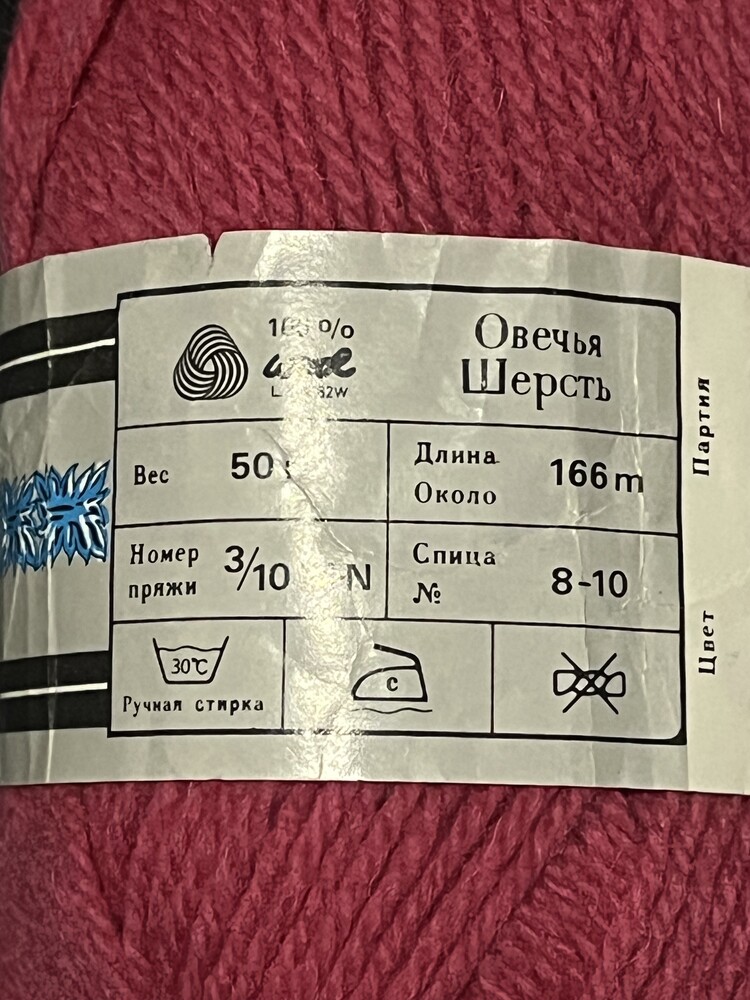 Овечья
Шерсть
Вес 50
Длина
Около 166m
Номер
пряжи 3/10 N
Спица
№ 8-10
30℃
Ручная стирка
c
Партия
Цвет